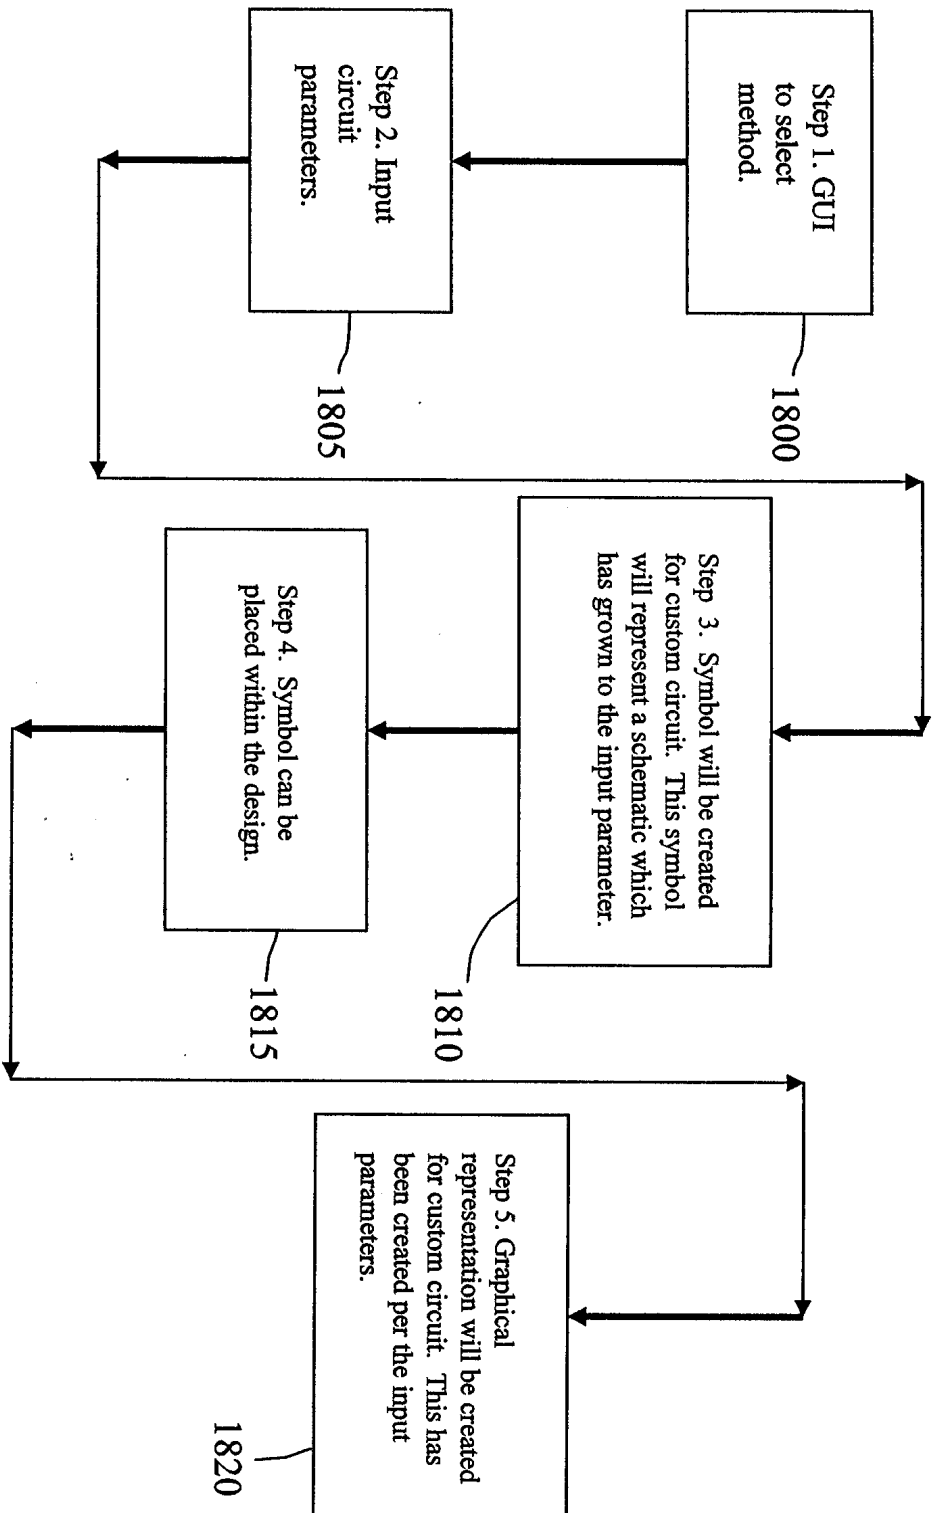 Step 1. GUI
to select
method.
1800
Step 2. Input
circuit
parameters.
1805
Step 3. Symbol will be created
for custom circuit. This symbol
will represent a schematic which
has grown to the input parameter.
1810
Step 4. Symbol can be
placed within the design.
1815
Step 5. Graphical
representation will be created
for custom circuit. This has
been created per the input
parameters.
1820